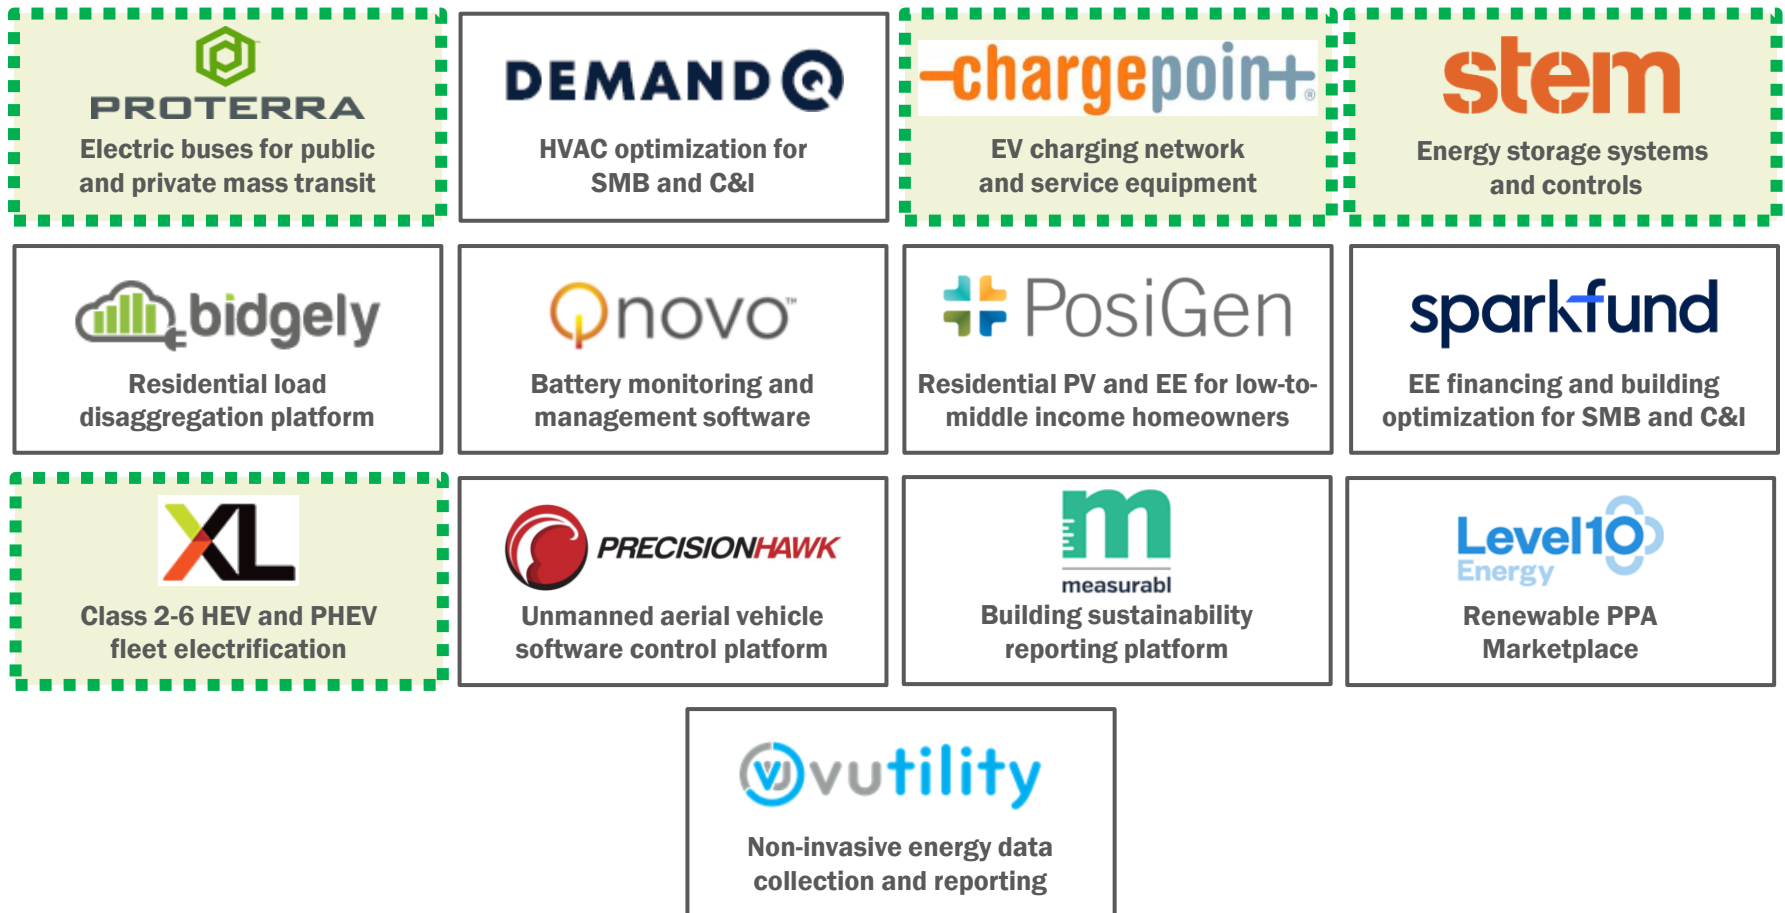 PROTERRA
Electric buses for public
and private mass transit
DEMAND Q
HVAC optimization for
SMB and C&I
chargepoin+®
EV charging network
and service equipment
stem
Energy storage systems
and controls
bidgely
Residential load
disaggregation platform
Qnovo™
Battery monitoring and
management software
PosiGen
Residential PV and EE for low-to-
middle income homeowners
sparkfund
EE financing and building
optimization for SMB and C&I
XL
Class 2-6 HEV and PHEV
fleet electrification
PRECISIONHAWK
Unmanned aerial vehicle
software control platform
m
measurabl
Building sustainability
reporting platform
Level10
Energy
Renewable PPA
Marketplace
vutility
Non-invasive energy data
collection and reporting